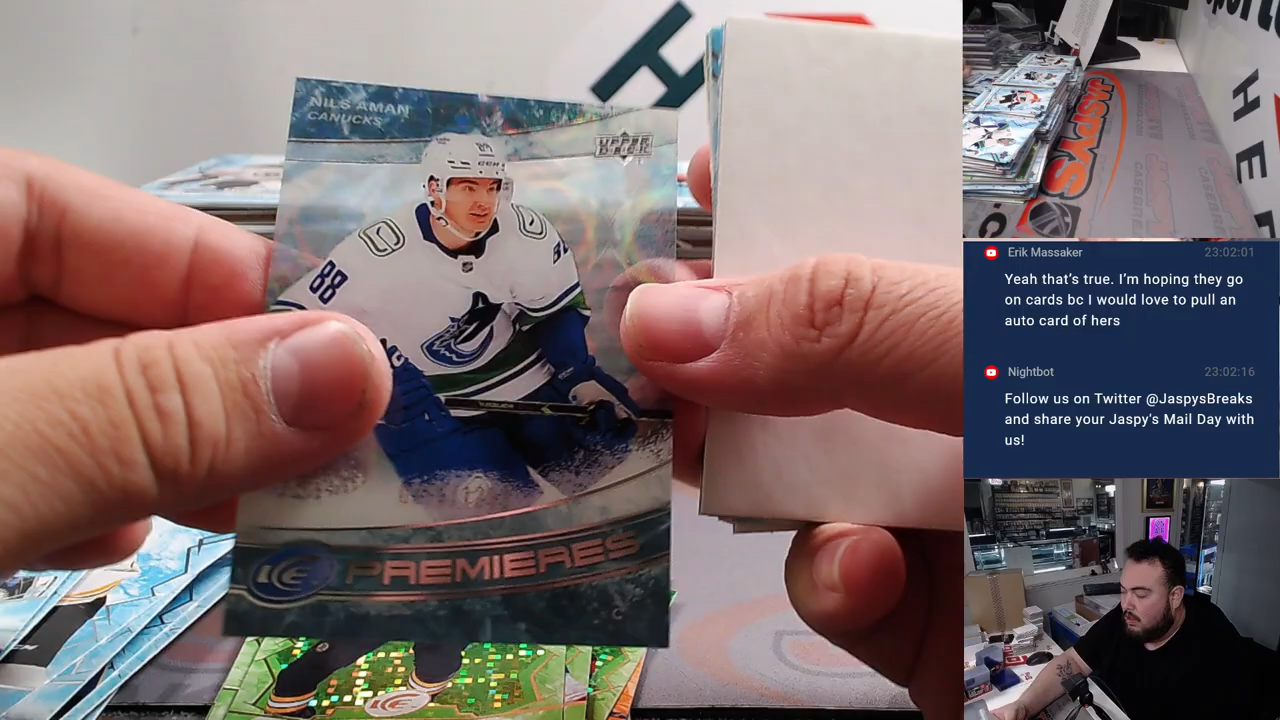 NILS AMAN
CANUCKS
UPPER DECK
88
ICE PREMIERES
C
JASPYS
Erik Massaker 23:02:01
Yeah that's true. I'm hoping they go
on cards bc I would love to pull an
auto card of hers
Nightbot 23:02:16
Follow us on Twitter @JaspysBreaks
and share your Jaspy's Mail Day with
us!